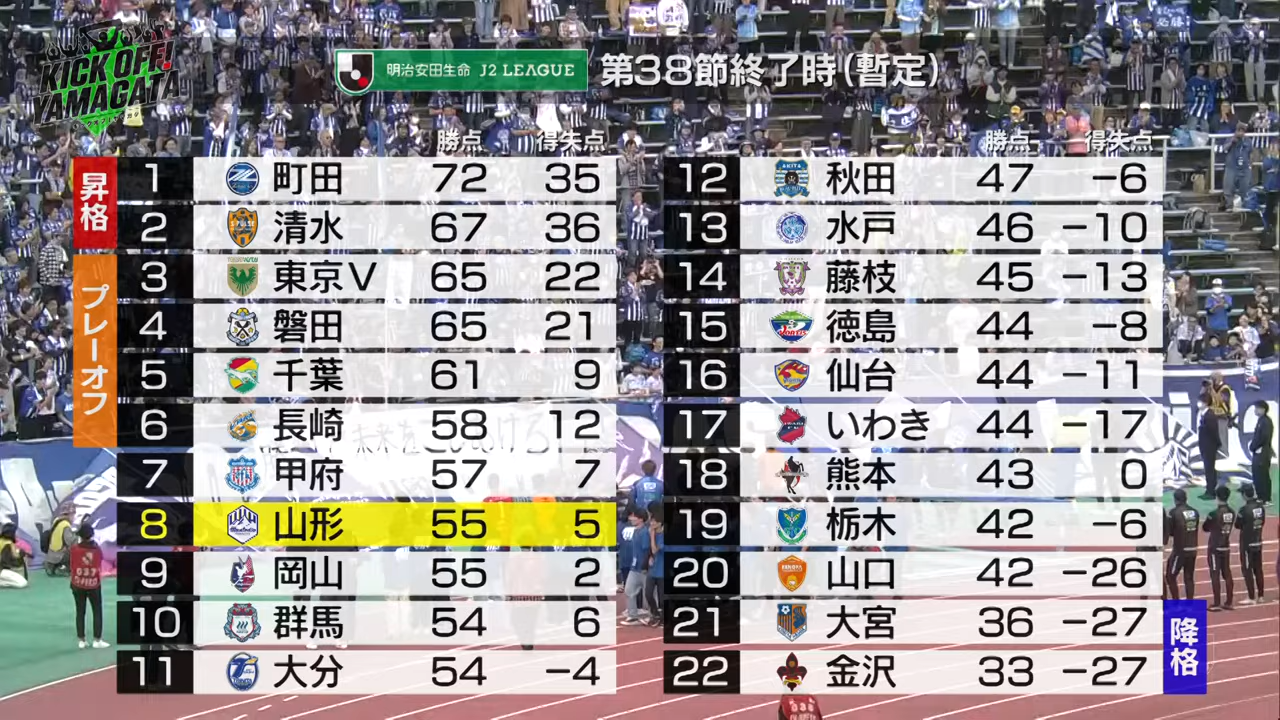 KICK OFF!
YAMAGATA
明治安田生命 J2 LEAGUE 第38節終了時(暫定)
勝点 得失点
昇格
1 町田 72 35
2 清水 67 36
プレーオフ
3 東京V 65 22
4 磐田 65 21
5 千葉 61 9
6 長崎 58 12
7 甲府 57 7
8 山形 55 5
9 岡山 55 2
10 群馬 54 6
11 大分 54 −4
勝点 得失点
12 秋田 47 −6
13 水戸 46 −10
14 藤枝 45 −13
15 徳島 44 −8
16 仙台 44 −11
17 いわき 44 −17
18 熊本 43 0
19 栃木 42 −6
20 山口 42 −26
降格
21 大宮 36 −27
22 金沢 33 −27